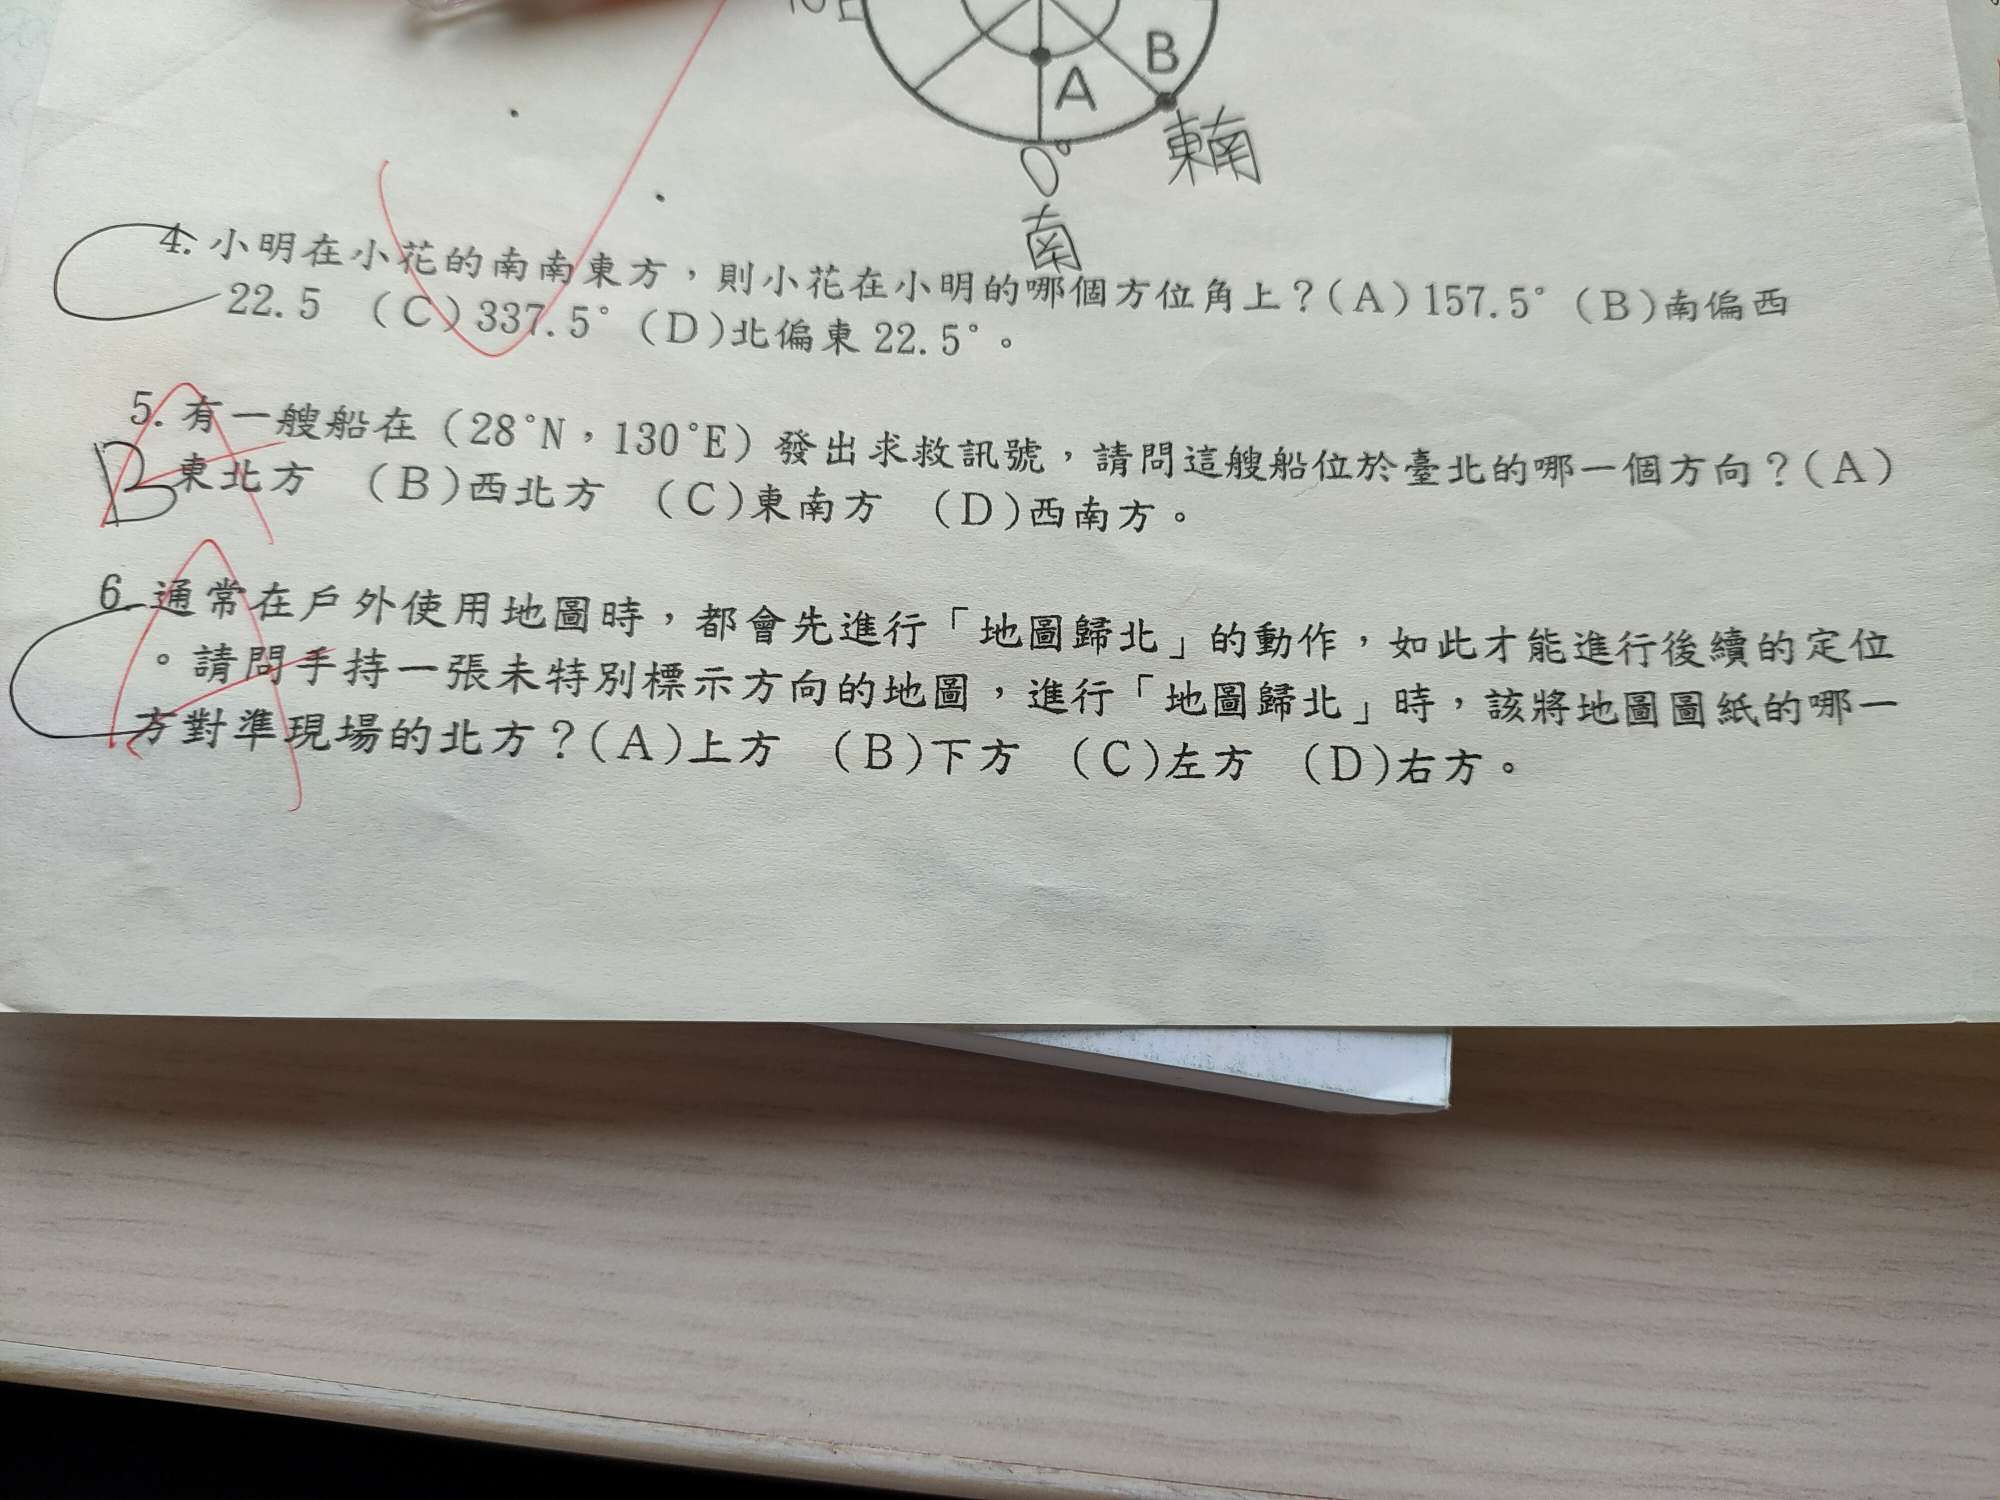 A
B
0°
東南
南
C
4. 小明在小花的南南東方，則小花在小明的哪個方位角上？(A)157.5° (B)南偏西
22.5 (C)337.5° (D)北偏東 22.5°。
A
5. 有一艘船在（28°N，130°E）發出求救訊號，請問這艘船位於臺北的哪一個方向？(A)
B
東北方 (B)西北方 (C)東南方 (D)西南方。
A
C
6. 通常在戶外使用地圖時，都會先進行「地圖歸北」的動作，如此才能進行後續的定位
。請問手持一張未特別標示方向的地圖，進行「地圖歸北」時，該將地圖圖紙的哪一
方對準現場的北方？(A)上方 (B)下方 (C)左方 (D)右方。